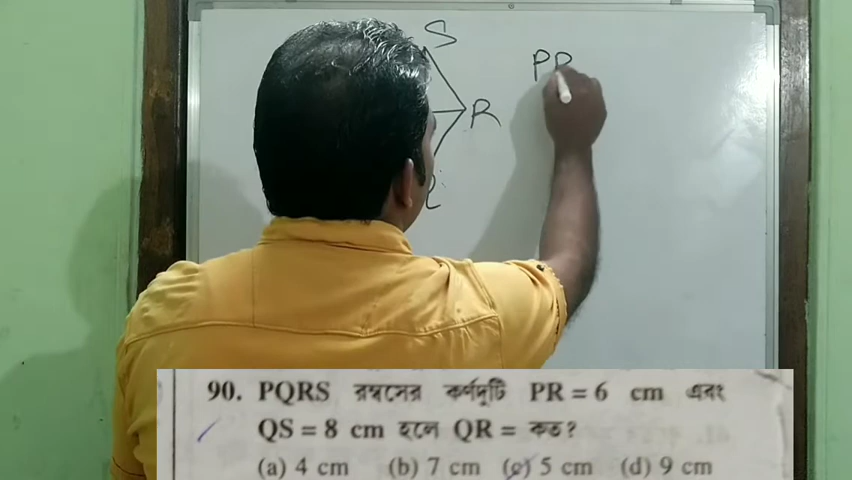 S
PR
R
90. PQRS রম্বসের কর্ণদুটি PR = 6 cm এবং
QS = 8 cm হলে QR = কত?
(a) 4 cm (b) 7 cm (c) 5 cm (d) 9 cm